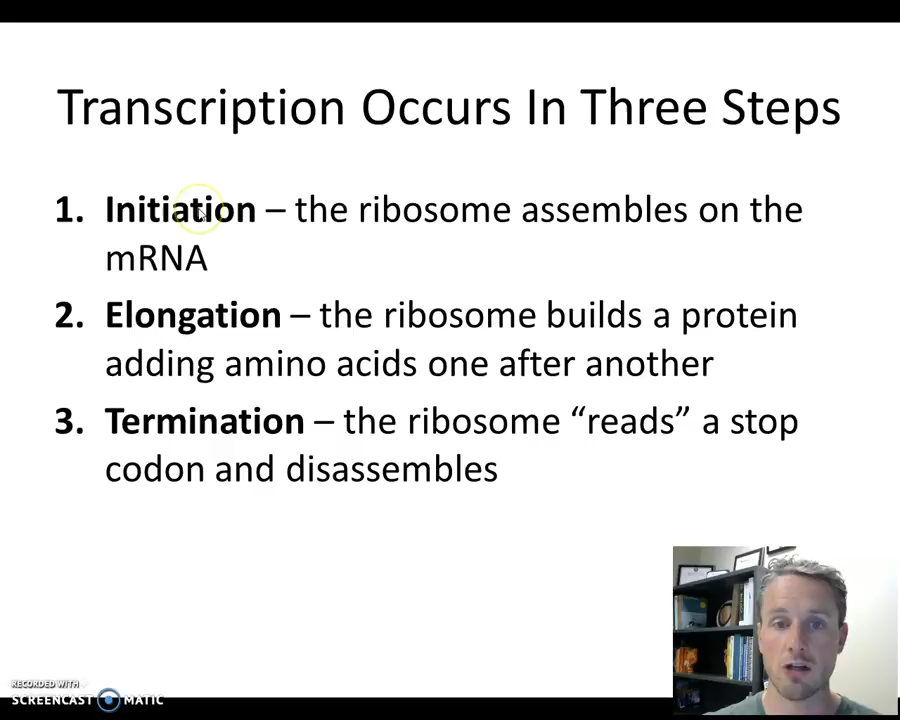 Transcription Occurs In Three Steps
1. Initiation – the ribosome assembles on the
mRNA
2. Elongation – the ribosome builds a protein
adding amino acids one after another
3. Termination – the ribosome “reads” a stop
codon and disassembles
RECORDED WITH
SCREENCAST MATIC